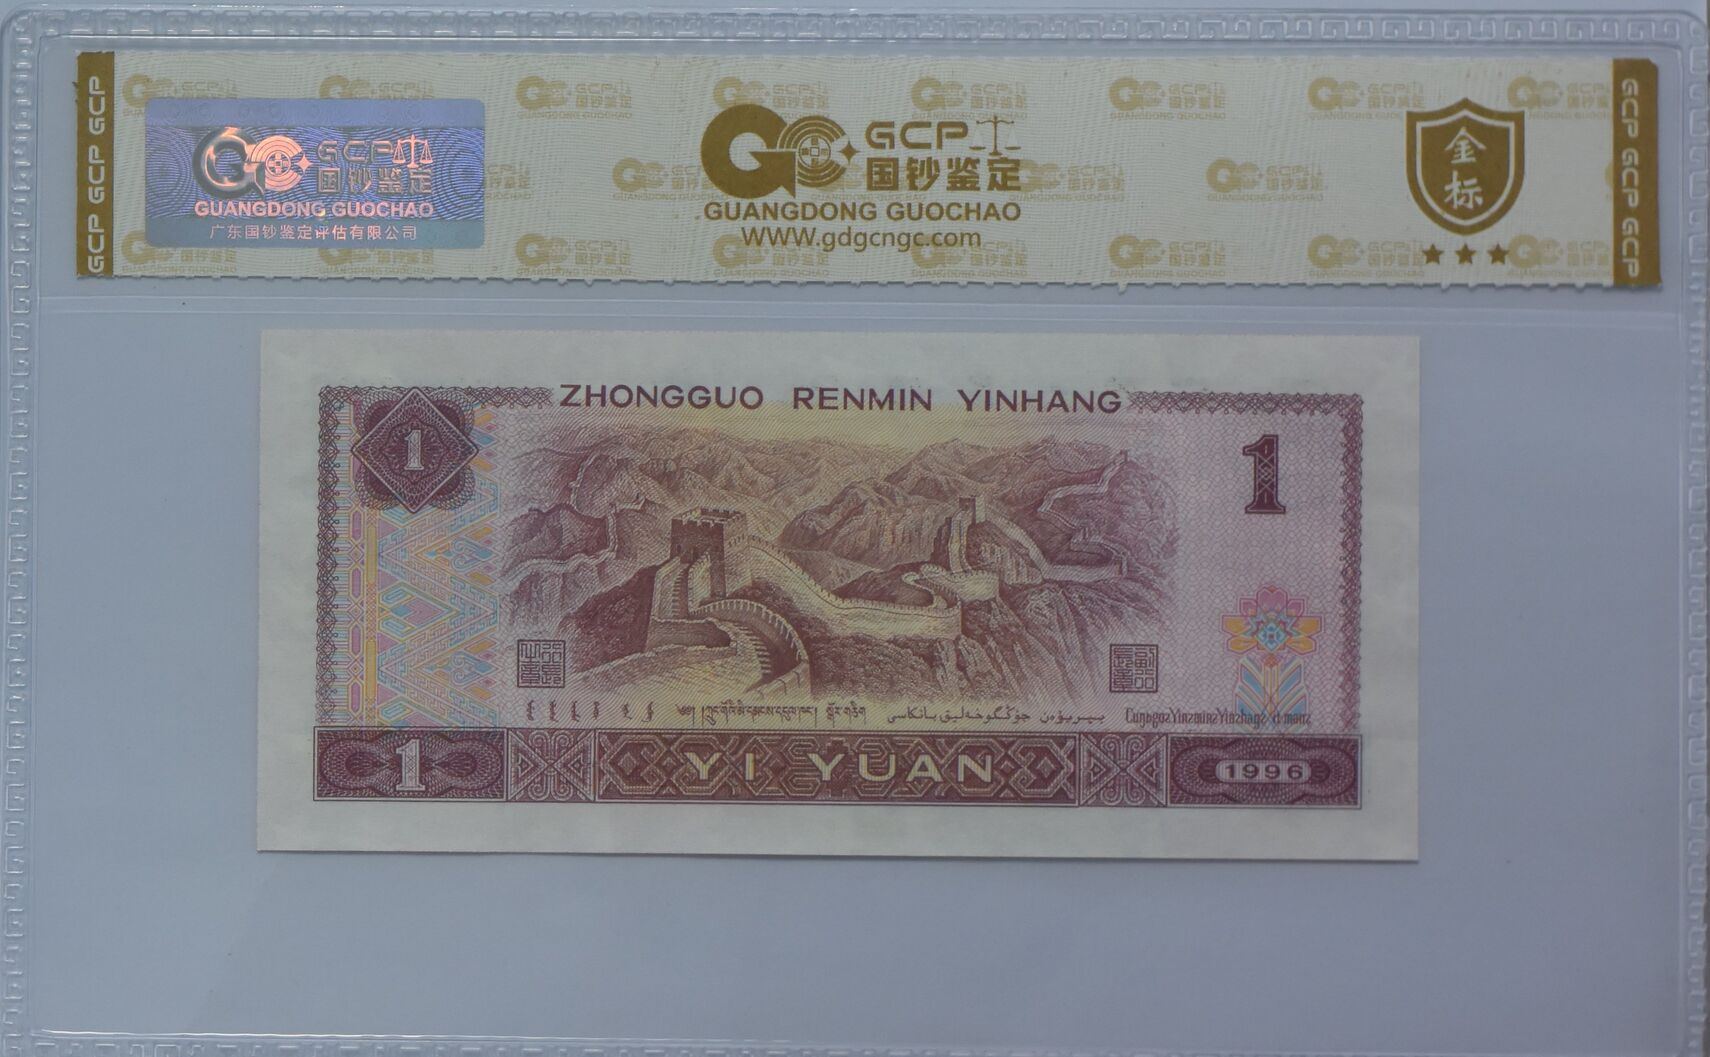 GCP GCP GCP
GCP
国钞鉴定
GUANGDONG GUOCHAO
广东国钞鉴定评估有限公司
GCP
国钞鉴定
GUANGDONG GUOCHAO
WWW.gdgcngc.com
金标
★★★
GCP GCP GCP
ZHONGGUO RENMIN YINHANG
1
1
1
YI YUAN
1996